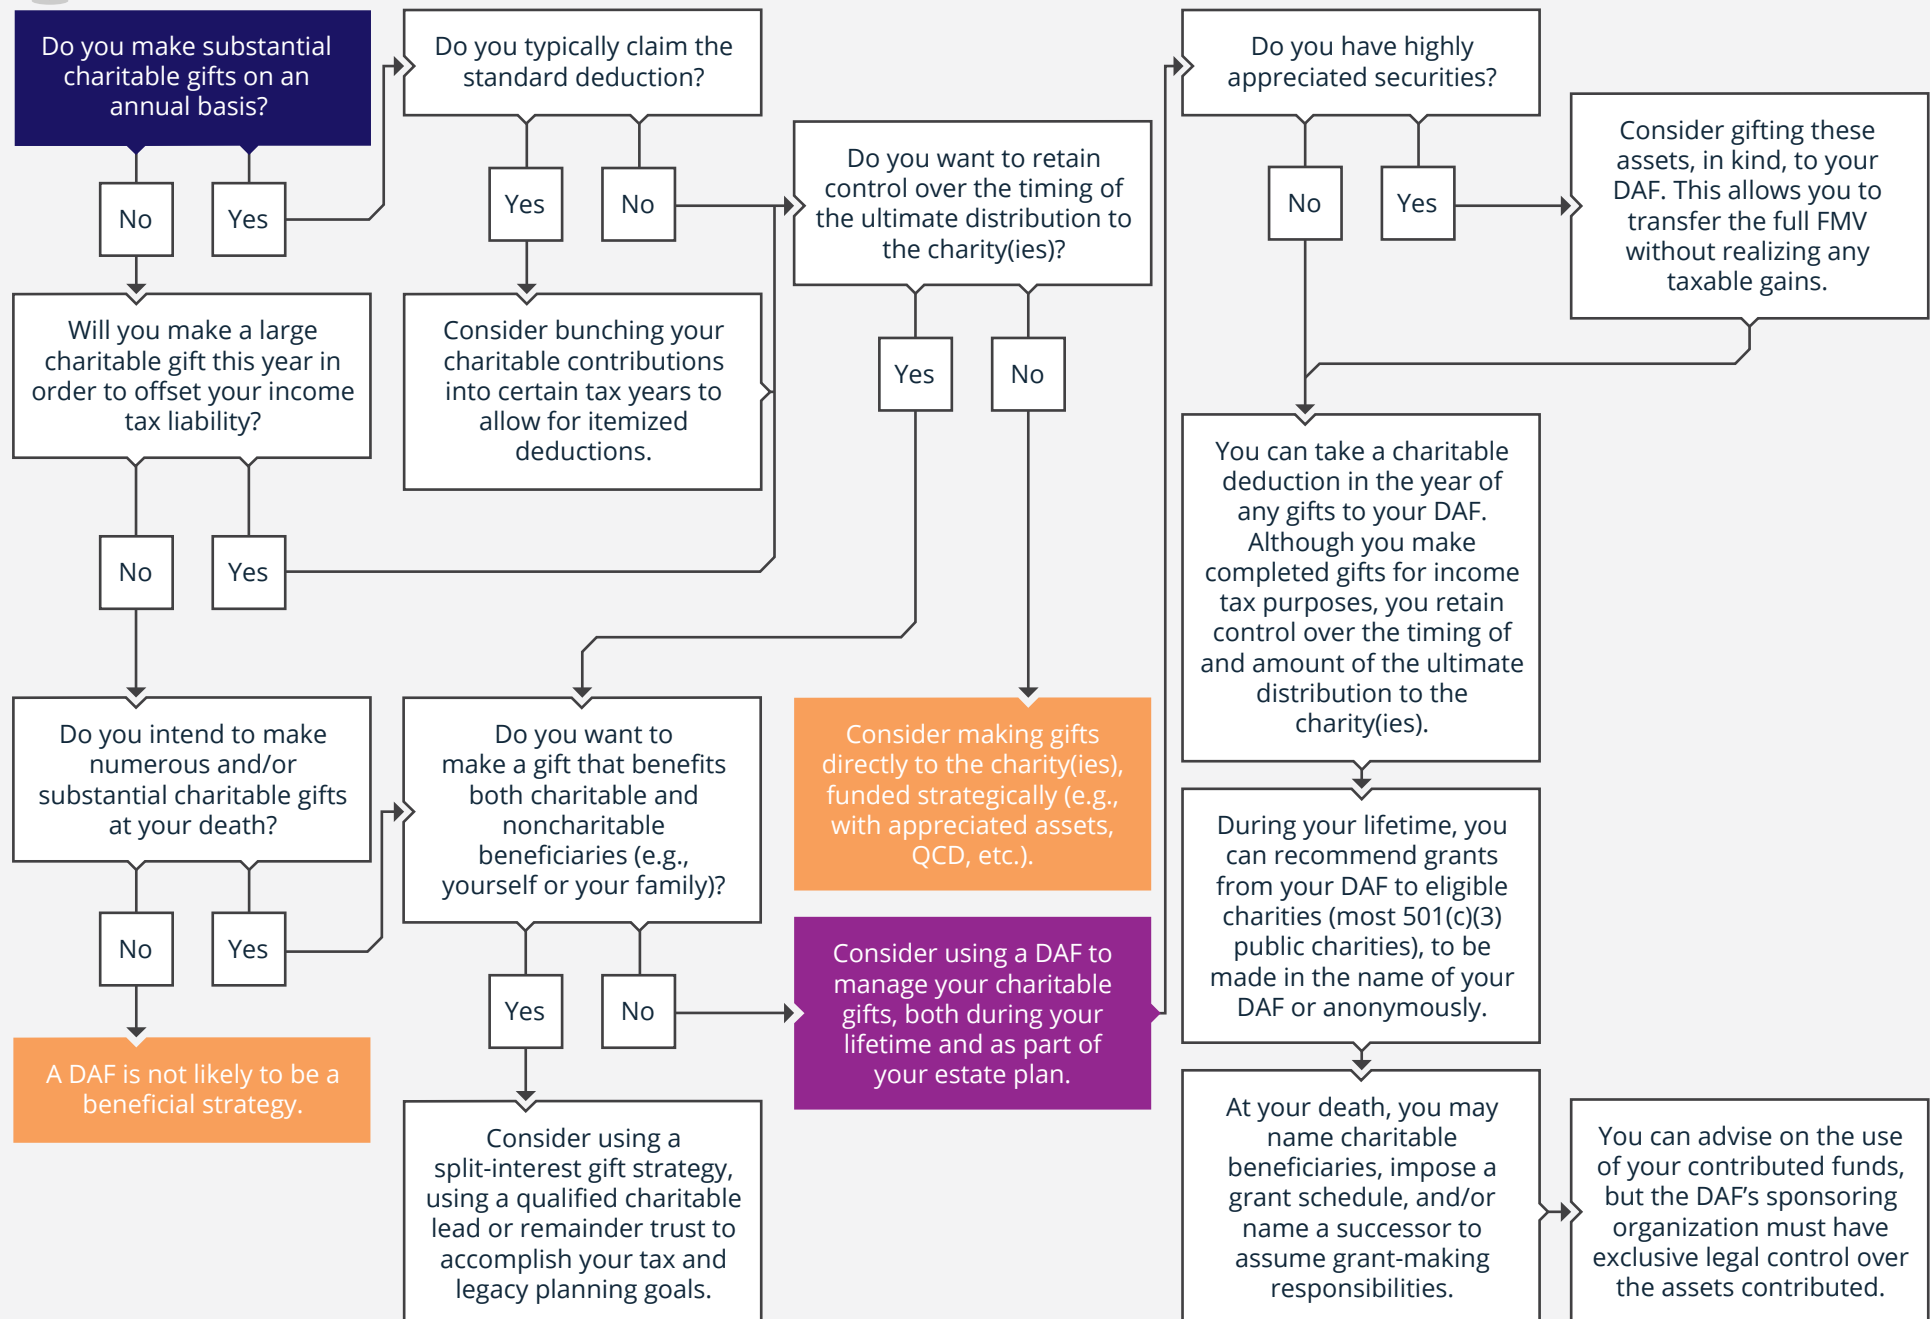 Do you make substantial
charitable gifts on an
annual basis?
No
Yes
Do you typically claim the
standard deduction?
Yes
No
Will you make a large
charitable gift this year in
order to offset your income
tax liability?
No
Yes
Consider bunching your
charitable contributions
into certain tax years to
allow for itemized
deductions.
Do you want to retain
control over the timing of
the ultimate distribution to
the charity(ies)?
Yes
No
Do you intend to make
numerous and/or
substantial charitable gifts
at your death?
No
Yes
A DAF is not likely to be a
beneficial strategy.
Do you want to
make a gift that benefits
both charitable and
noncharitable
beneficiaries (e.g.,
yourself or your family)?
Yes
No
Consider using a
split-interest gift strategy,
using a qualified charitable
lead or remainder trust to
accomplish your tax and
legacy planning goals.
Consider making gifts
directly to the charity(ies),
funded strategically (e.g.,
with appreciated assets,
QCD, etc.).
Consider using a DAF to
manage your charitable
gifts, both during your
lifetime and as part of
your estate plan.
Do you have highly
appreciated securities?
No
Yes
Consider gifting these
assets, in kind, to your
DAF. This allows you to
transfer the full FMV
without realizing any
taxable gains.
You can take a charitable
deduction in the year of
any gifts to your DAF.
Although you make
completed gifts for income
tax purposes, you retain
control over the timing of
and amount of the ultimate
distribution to the
charity(ies).
During your lifetime, you
can recommend grants
from your DAF to eligible
charities (most 501(c)(3)
public charities), to be
made in the name of your
DAF or anonymously.
At your death, you may
name charitable
beneficiaries, impose a
grant schedule, and/or
name a successor to
assume grant-making
responsibilities.
You can advise on the use
of your contributed funds,
but the DAF’s sponsoring
organization must have
exclusive legal control over
the assets contributed.